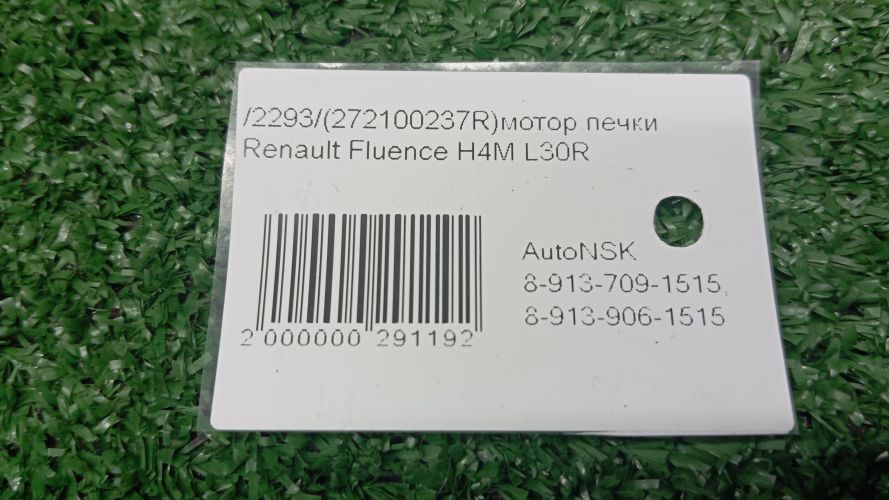 /2293/(272100237R)мотор печки
Renault Fluence H4M L30R
AutoNSK
8-913-709-1515,
8-913-906-1515
2 000000 291192